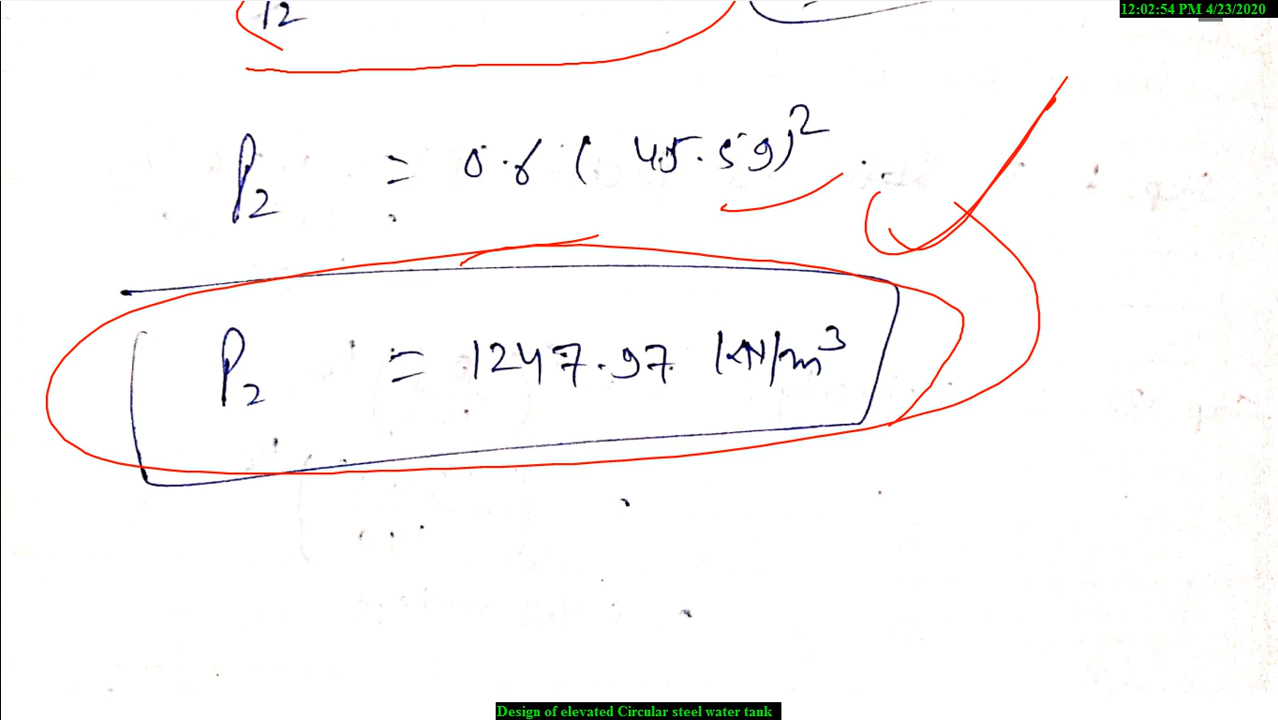 12:02:54 PM 4/23/2020
12
P2 = 0.6 ( 45.59)²
P2 = 1247.97 kN/m³
Design of elevated Circular steel water tank